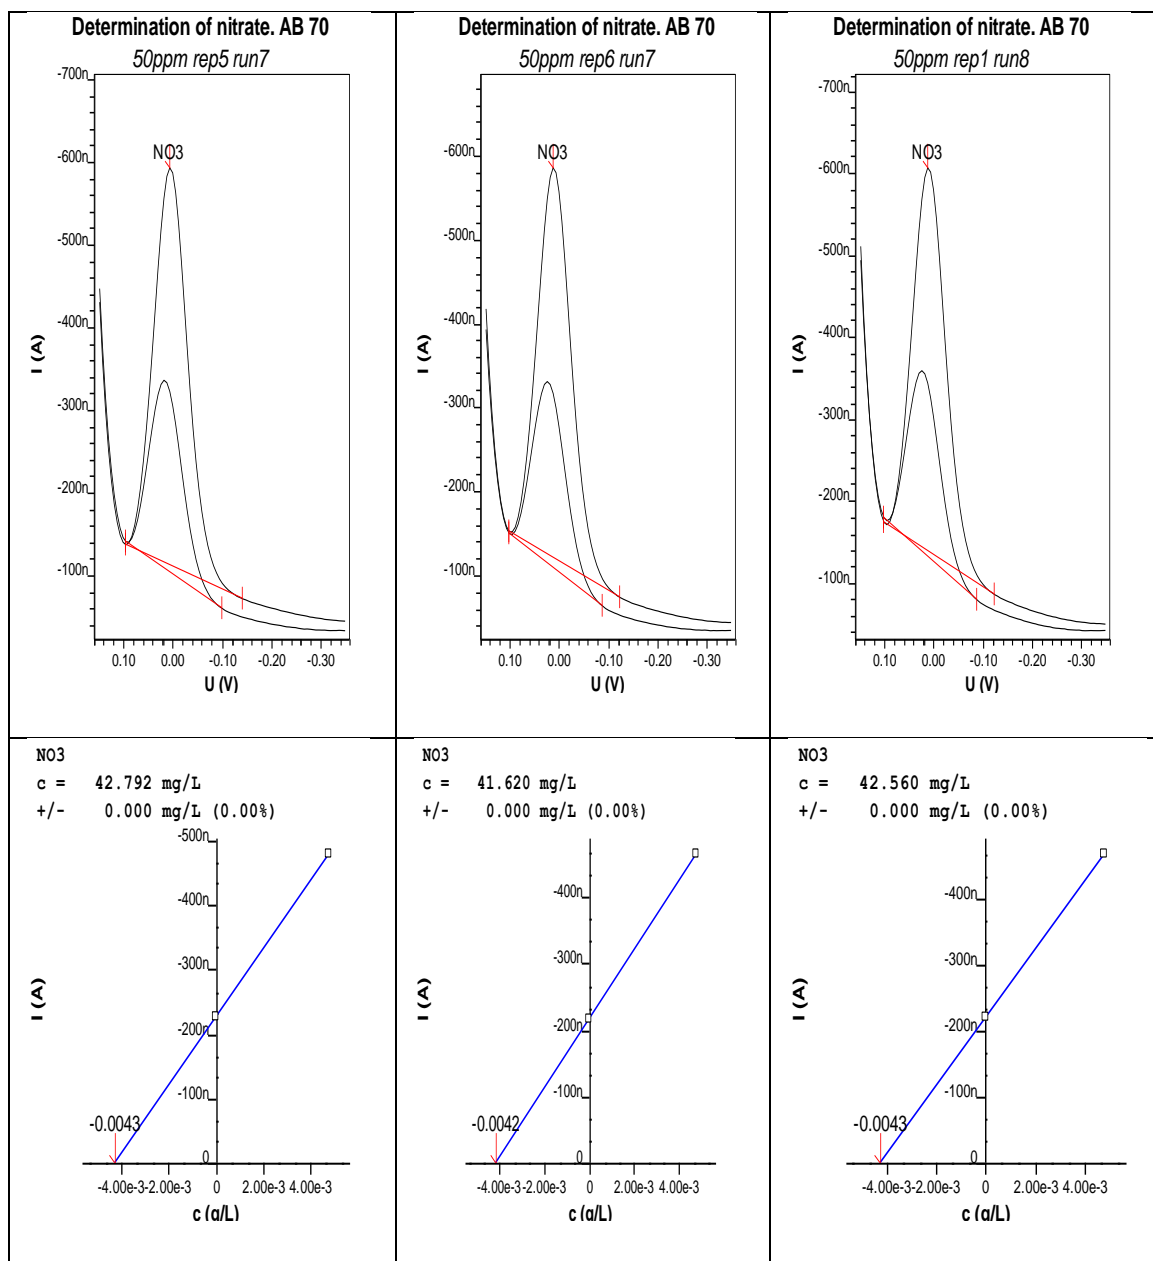 Determination of nitrate. AB 70
50ppm rep5 run7
-700n
-600n
-500n
-400n
-300n
-200n
-100n
NO3
I (A)
0.10 0.00 -0.10 -0.20 -0.30
U (V)
Determination of nitrate. AB 70
50ppm rep6 run7
-600n
-500n
-400n
-300n
-200n
-100n
NO3
I (A)
0.10 0.00 -0.10 -0.20 -0.30
U (V)
Determination of nitrate. AB 70
50ppm rep1 run8
-700n
-600n
-500n
-400n
-300n
-200n
-100n
NO3
I (A)
0.10 0.00 -0.10 -0.20 -0.30
U (V)
NO3
c = 42.792 mg/L
+/- 0.000 mg/L (0.00%)
-500n
-400n
-300n
-200n
-100n
0
I (A)
-0.0043
-4.00e-3 -2.00e-3 0 2.00e-3 4.00e-3
c (g/L)
NO3
c = 41.620 mg/L
+/- 0.000 mg/L (0.00%)
-400n
-300n
-200n
-100n
0
I (A)
-0.0042
-4.00e-3 -2.00e-3 0 2.00e-3 4.00e-3
c (g/L)
NO3
c = 42.560 mg/L
+/- 0.000 mg/L (0.00%)
-400n
-300n
-200n
-100n
0
I (A)
-0.0043
-4.00e-3 -2.00e-3 0 2.00e-3 4.00e-3
c (g/L)